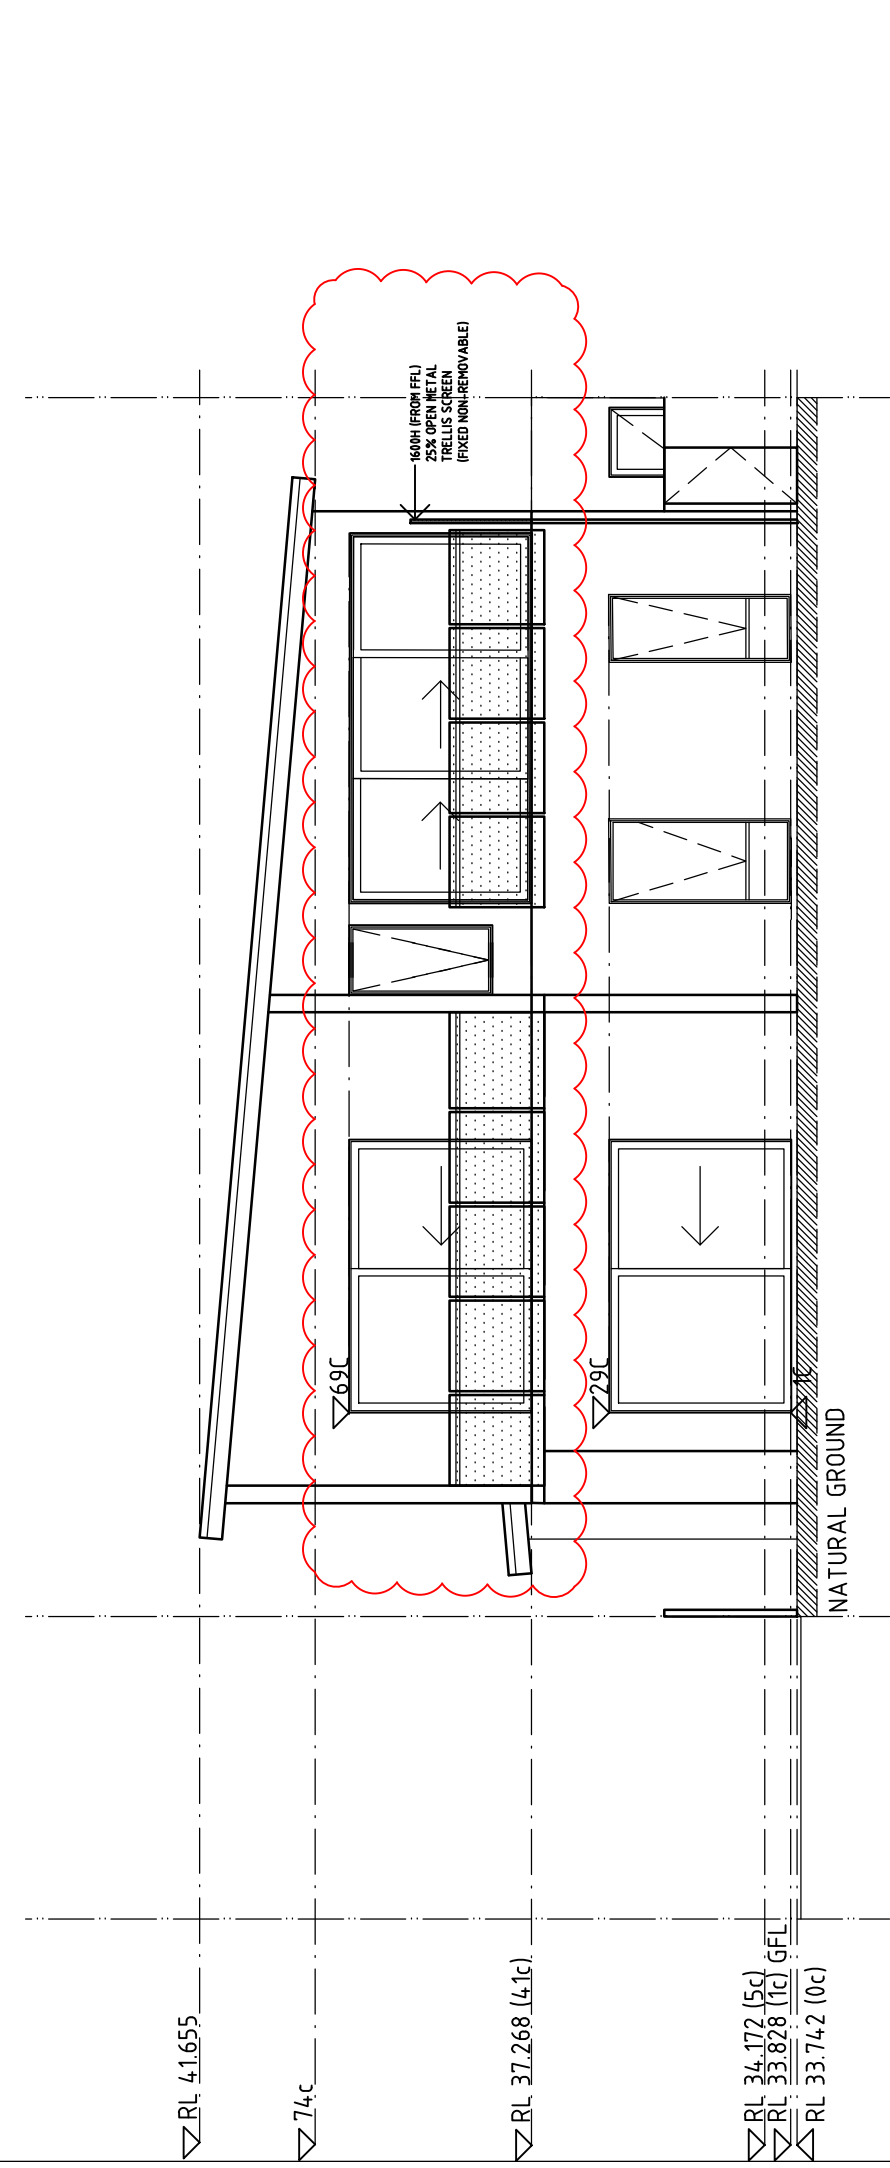 1600H (FROM FFL)
25% OPEN METAL
TRELLIS SCREEN
(FIXED NON-REMOVABLE)
69C
29C
1C
NATURAL GROUND
RL 41.655
74c
RL 37.268 (41c)
RL 34.172 (5c)
RL 33.828 (1c) GFL
RL 33.742 (0c)